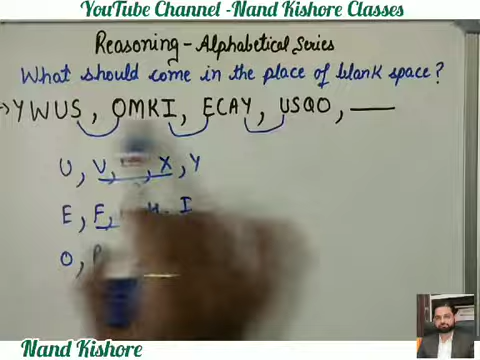 YouTube Channel -Nand Kishore Classes
Reasoning - Alphabetical Series
What should come in the place of blank space?
YWUS, OMKI, ECAY, USQO, ___
U, V, X, Y
E, F, I
O,
Nand Kishore